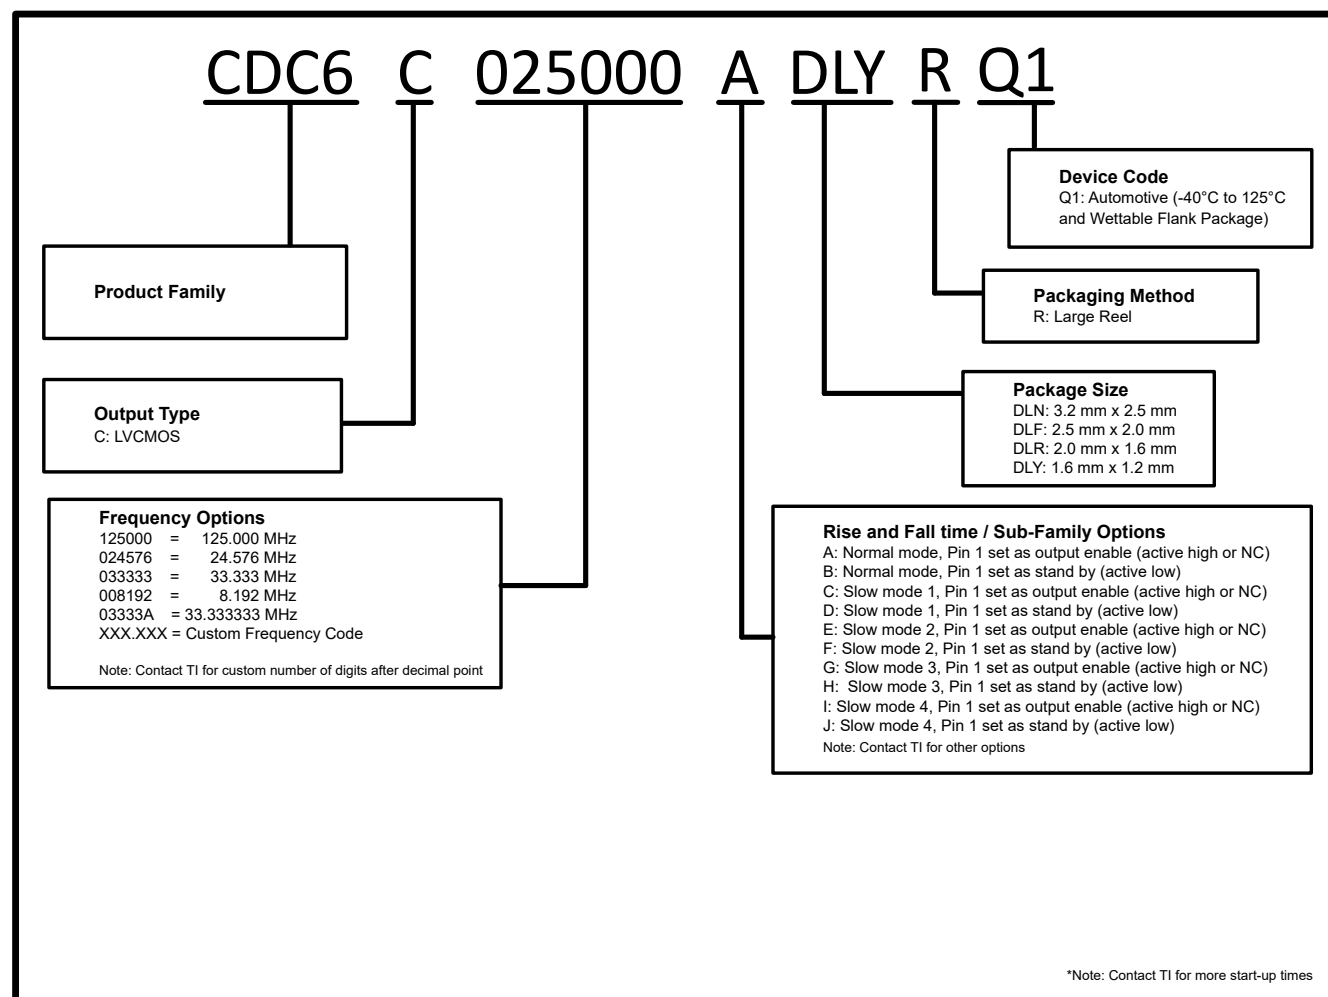 CDC6 C 025000 A DLY R Q1
Device Code
Q1: Automotive (-40°C to 125°C
and Wettable Flank Package)
Product Family
Packaging Method
R: Large Reel
Output Type
C: LVCMOS
Package Size
DLN: 3.2 mm x 2.5 mm
DLF: 2.5 mm x 2.0 mm
DLR: 2.0 mm x 1.6 mm
DLY: 1.6 mm x 1.2 mm
Frequency Options
125000 = 125.000 MHz
024576 = 24.576 MHz
033333 = 33.333 MHz
008192 = 8.192 MHz
03333A = 33.333333 MHz
XXX.XXX = Custom Frequency Code
Note: Contact TI for custom number of digits after decimal point
Rise and Fall time / Sub-Family Options
A: Normal mode, Pin 1 set as output enable (active high or NC)
B: Normal mode, Pin 1 set as stand by (active low)
C: Slow mode 1, Pin 1 set as output enable (active high or NC)
D: Slow mode 1, Pin 1 set as stand by (active low)
E: Slow mode 2, Pin 1 set as output enable (active high or NC)
F: Slow mode 2, Pin 1 set as stand by (active low)
G: Slow mode 3, Pin 1 set as output enable (active high or NC)
H: Slow mode 3, Pin 1 set as stand by (active low)
I: Slow mode 4, Pin 1 set as output enable (active high or NC)
J: Slow mode 4, Pin 1 set as stand by (active low)
Note: Contact TI for other options
*Note: Contact TI for more start-up times